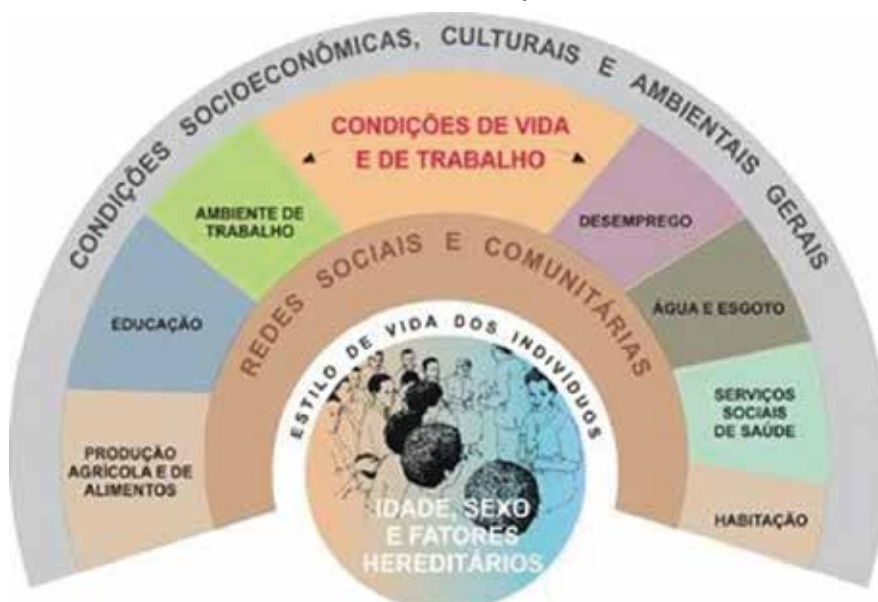 CONDIÇÕES SOCIOECONÔMICAS, CULTURAIS E AMBIENTAIS GERAIS
CONDIÇÕES DE VIDA
E DE TRABALHO
AMBIENTE DE
TRABALHO
DESEMPREGO
REDES SOCIAIS E COMUNITÁRIAS
EDUCAÇÃO
ÁGUA E ESGOTO
ESTILO DE VIDA DOS INDIVÍDUOS
PRODUÇÃO
AGRÍCOLA E DE
ALIMENTOS
SERVIÇOS
SOCIAIS
DE SAÚDE
HABITAÇÃO
IDADE, SEXO
E FATORES
HEREDITÁRIOS